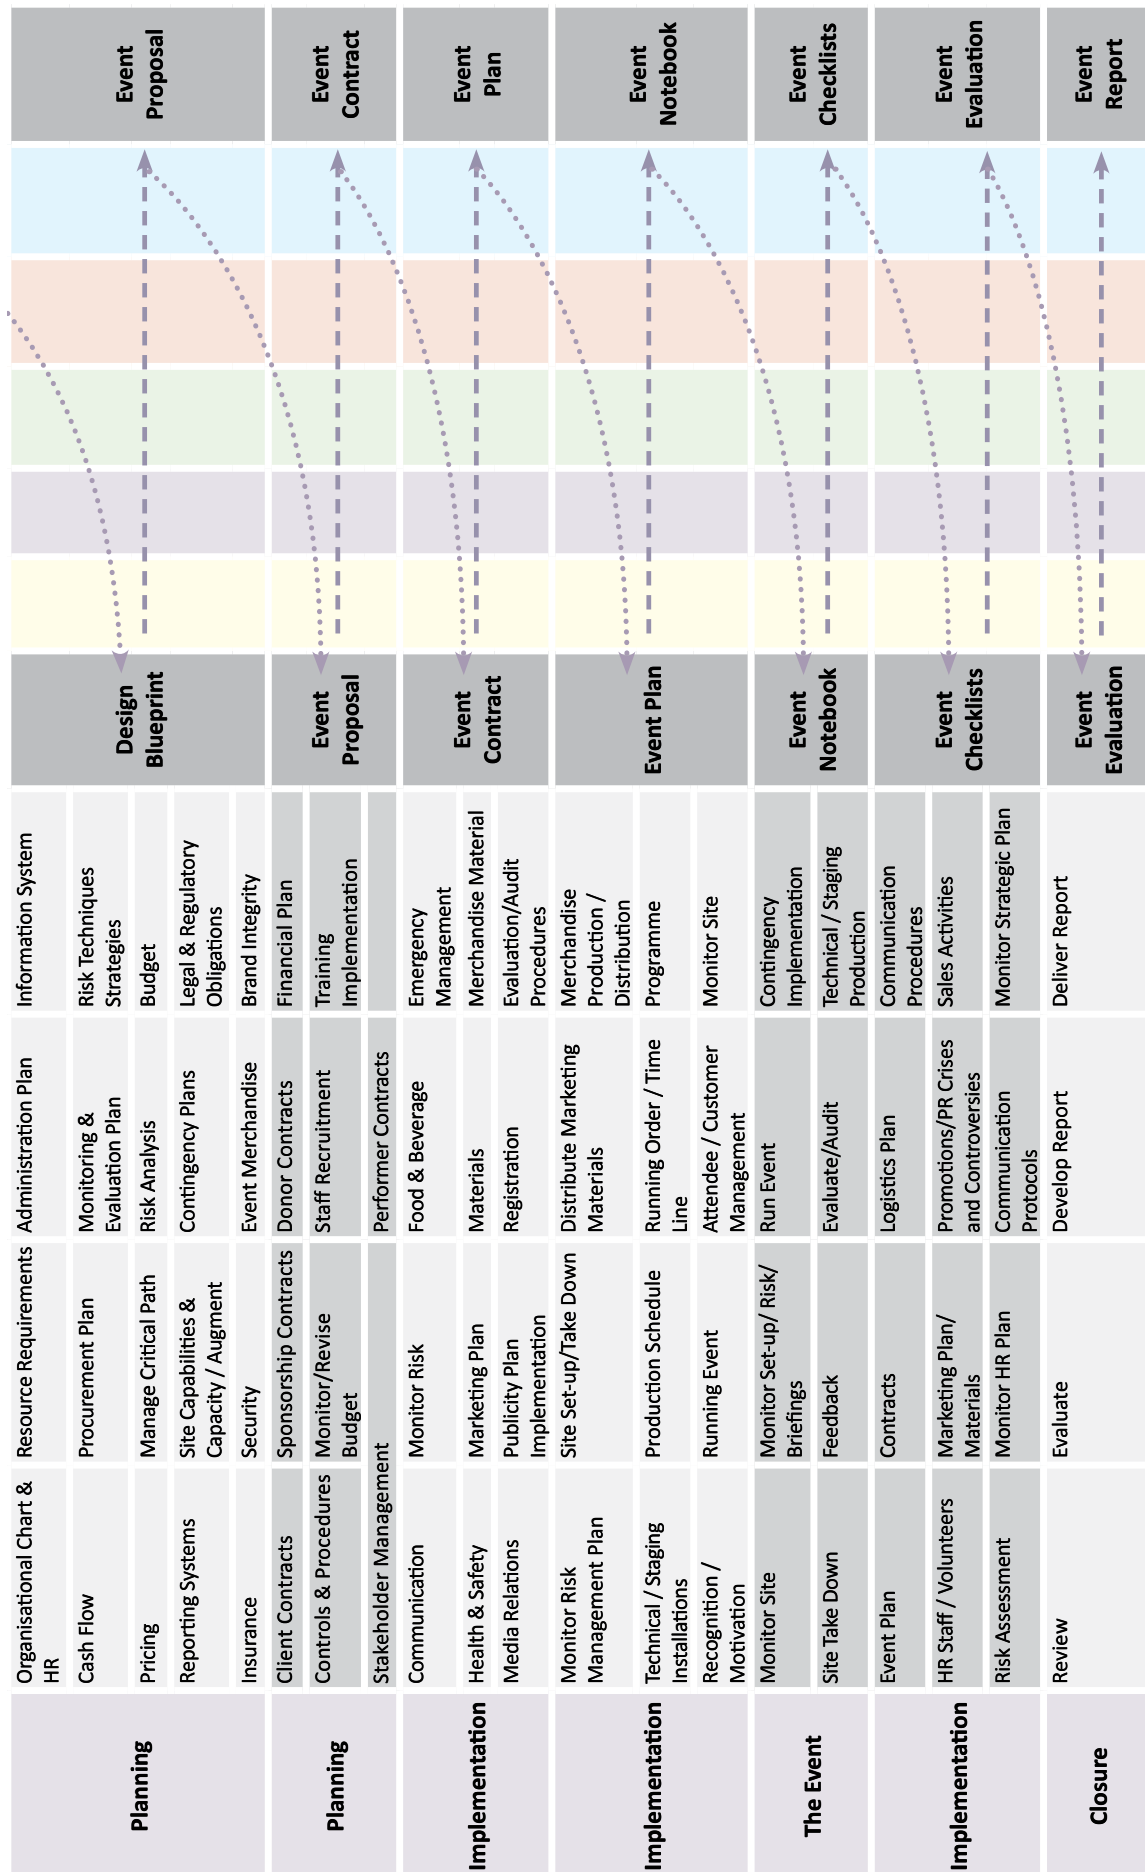 Planning
Organisational Chart &
HR
Resource Requirements
Administration Plan
Information System
Cash Flow
Procurement Plan
Monitoring &
Evaluation Plan
Risk Techniques
Strategies
Pricing
Manage Critical Path
Risk Analysis
Budget
Reporting Systems
Site Capabilities &
Capacity / Augment
Contingency Plans
Legal & Regulatory
Obligations
Insurance
Security
Event Merchandise
Brand Integrity
Design
Blueprint
Event
Proposal
Planning
Client Contracts
Sponsorship Contracts
Donor Contracts
Financial Plan
Controls & Procedures
Monitor/Revise
Budget
Staff Recruitment
Training
Implementation
Stakeholder Management
Performer Contracts
Event
Proposal
Event
Contract
Implementation
Communication
Monitor Risk
Food & Beverage
Emergency
Management
Health & Safety
Marketing Plan
Materials
Merchandise Material
Media Relations
Publicity Plan
Implementation
Registration
Evaluation/Audit
Procedures
Event
Contract
Event
Plan
Implementation
Monitor Risk
Management Plan
Site Set-up/Take Down
Distribute Marketing
Materials
Merchandise
Production /
Distribution
Technical / Staging
Installations
Production Schedule
Running Order / Time
Line
Programme
Recognition /
Motivation
Running Event
Attendee / Customer
Management
Monitor Site
Event Plan
Event
Notebook
The Event
Monitor Site
Monitor Set-up/ Risk/
Briefings
Run Event
Contingency
Implementation
Site Take Down
Feedback
Evaluate/Audit
Technical / Staging
Production
Event
Notebook
Event
Checklists
Implementation
Event Plan
Contracts
Logistics Plan
Communication
Procedures
HR Staff / Volunteers
Marketing Plan/
Materials
Promotions/PR Crises
and Controversies
Sales Activities
Risk Assessment
Monitor HR Plan
Communication
Protocols
Monitor Strategic Plan
Event
Checklists
Event
Evaluation
Closure
Review
Evaluate
Develop Report
Deliver Report
Event
Evaluation
Event
Report